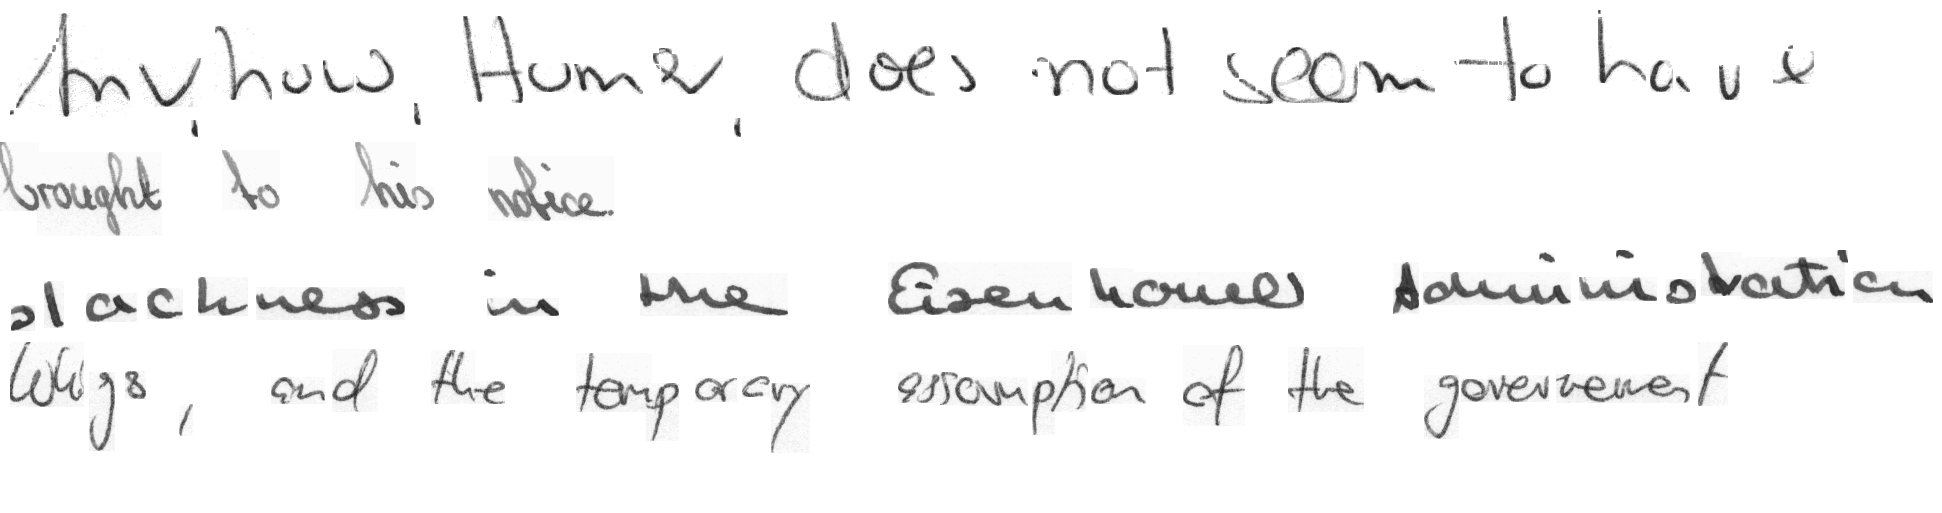 Anyhow, Humer, does not seem to have
brought to his notice.
slackness in the Eisenhower Administration
Whigs, and the temporary assumption of the government